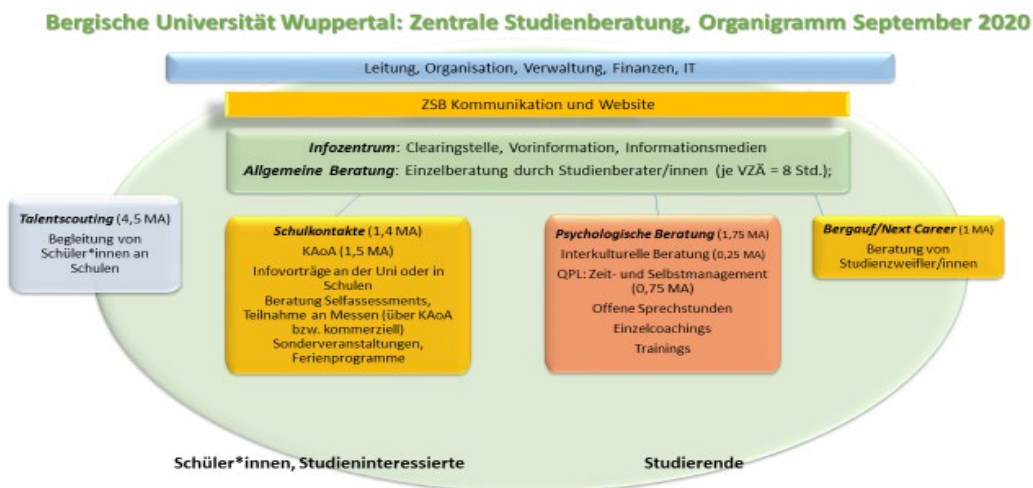 Bergische Universität Wuppertal: Zentrale Studienberatung, Organigramm September 2020
Leitung, Organisation, Verwaltung, Finanzen, IT
ZSB Kommunikation und Website
Infozentrum: Clearingstelle, Vorinformation, Informationsmedien
Allgemeine Beratung: Einzelberatung durch Studienberater/innen (je VZÄ = 8 Std.);
Talentscouting (4,5 MA)
Begleitung von
Schüler*innen an
Schulen
Schulkontakte (1,4 MA)
KAoA (1,5 MA)
Infovorträge an der Uni oder in
Schulen
Beratung Selfassessments,
Teilnahme an Messen (über KAoA
bzw. kommerziell)
Sonderveranstaltungen,
Ferienprogramme
Psychologische Beratung (1,75 MA)
Interkulturelle Beratung (0,25 MA)
QPL: Zeit- und Selbstmanagement
(0,75 MA)
Offene Sprechstunden
Einzelcoachings
Trainings
Bergauf/Next Career (1 MA)
Beratung von
Studienzweifler/innen
Schüler*innen, Studieninteressierte
Studierende